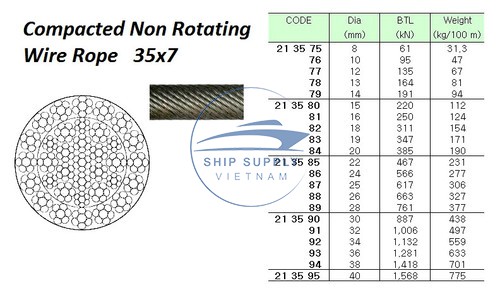 Compacted Non Rotating
Wire Rope 35x7
SHIP SUPPLY
VIETNAM
CODE Dia (mm) BTL (kN) Weight (kg/100 m)
21 35 75 8 61 31,3
76 10 95 47
77 12 135 67
78 13 164 81
79 14 191 94
21 35 80 15 220 112
81 16 250 124
82 18 311 154
83 19 347 171
84 20 385 190
21 35 85 22 467 231
86 24 566 277
87 25 617 306
88 26 663 327
89 28 761 377
21 35 90 30 887 438
91 32 1,006 497
92 34 1,132 559
93 36 1,281 633
94 38 1,418 701
21 35 95 40 1,568 775